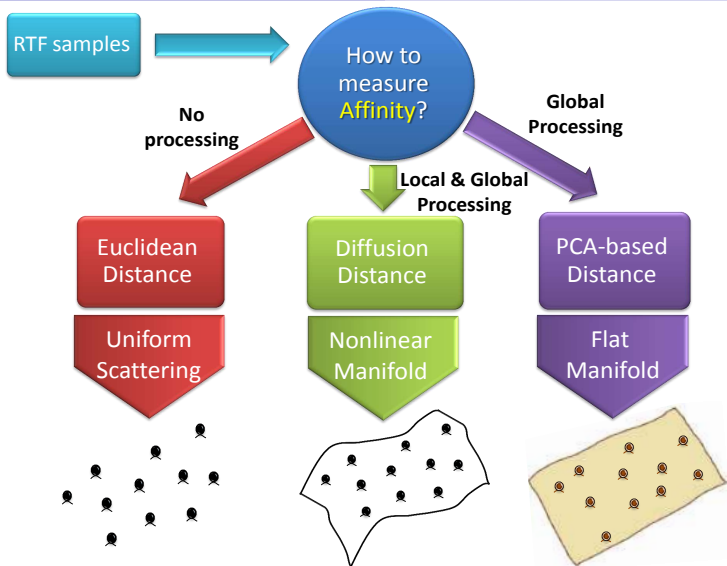 RTF samples
How to
measure
Affinity?
No
processing)
Global
Processing)
Local & Global
Processing)
Euclidean
Distance
Diffusion
Distance
PCA-based
Distance
Uniform
Scattering
Nonlinear
Manifold
Flat
Manifold